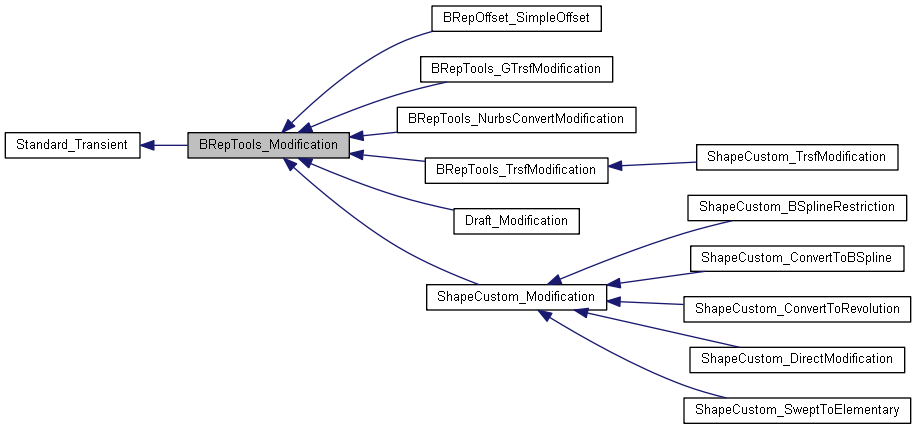 BRepOffset_SimpleOffset
BRepTools_GTrsfModification
BRepTools_NurbsConvertModification
Standard_Transient
BRepTools_Modification
BRepTools_TrsfModification
ShapeCustom_TrsfModification
Draft_Modification
ShapeCustom_BSplineRestriction
ShapeCustom_ConvertToBSpline
ShapeCustom_Modification
ShapeCustom_ConvertToRevolution
ShapeCustom_DirectModification
ShapeCustom_SweptToElementary